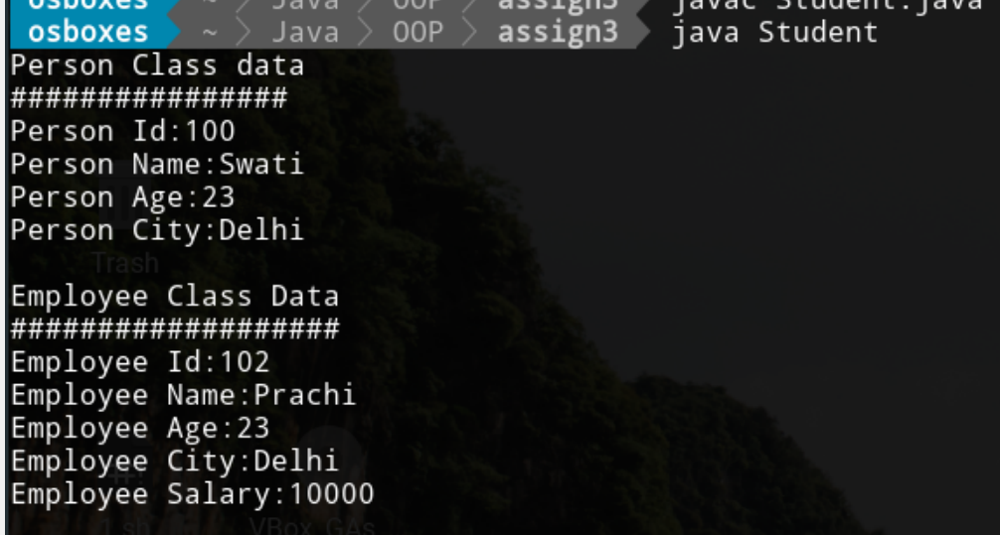 osboxes ~ Java OOP assign3 javac Student.java
osboxes ~ Java OOP assign3 java Student
Person Class data
################
Person Id:100
Person Name:Swati
Person Age:23
Person City:Delhi
Trash
Employee Class Data
###################
Employee Id:102
Employee Name:Prachi
Employee Age:23
Employee City:Delhi
Employee Salary:10000
VBox_GAs